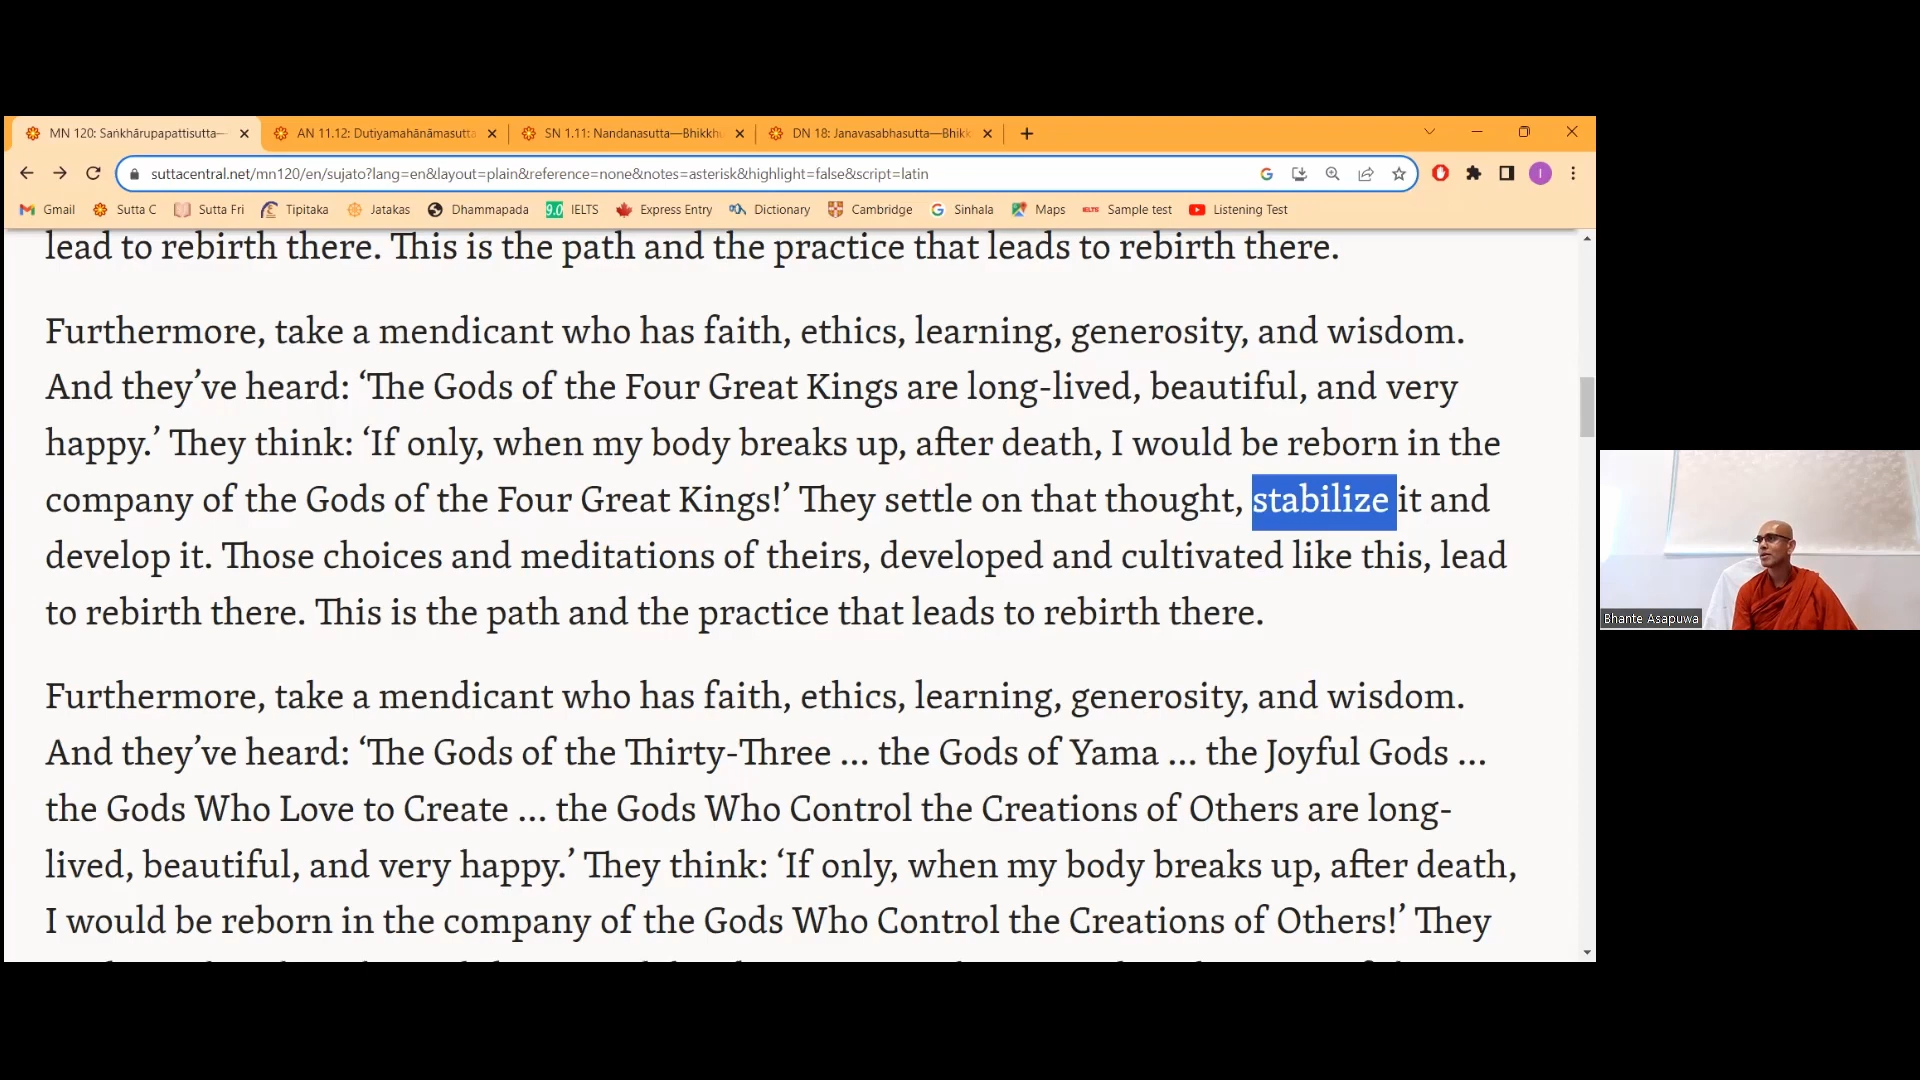 MN 120: Saṅkhārupapattisutta—
AN 11.12: Dutiyamahānāmasutta
SN 1.11: Nandanasutta—Bhikkhu
DN 18: Janavasabhasutta—Bhikk
suttacentral.net/mn120/en/sujato?lang=en&layout=plain&reference=none&notes=asterisk&highlight=false&script=latin
Gmail Sutta C Sutta Fri Tipitaka Jatakas Dhammapada 9.0 IELTS Express Entry Dictionary Cambridge Sinhala Maps Sample test Listening Test
lead to rebirth there. This is the path and the practice that leads to rebirth there.
Furthermore, take a mendicant who has faith, ethics, learning, generosity, and wisdom.
And they’ve heard: ‘The Gods of the Four Great Kings are long-lived, beautiful, and very
happy.’ They think: ‘If only, when my body breaks up, after death, I would be reborn in the
company of the Gods of the Four Great Kings!’ They settle on that thought, stabilize it and
develop it. Those choices and meditations of theirs, developed and cultivated like this, lead
to rebirth there. This is the path and the practice that leads to rebirth there.
Furthermore, take a mendicant who has faith, ethics, learning, generosity, and wisdom.
And they’ve heard: ‘The Gods of the Thirty-Three … the Gods of Yama … the Joyful Gods …
the Gods Who Love to Create … the Gods Who Control the Creations of Others are long-
lived, beautiful, and very happy.’ They think: ‘If only, when my body breaks up, after death,
I would be reborn in the company of the Gods Who Control the Creations of Others!’ They
Bhante Asapuwa